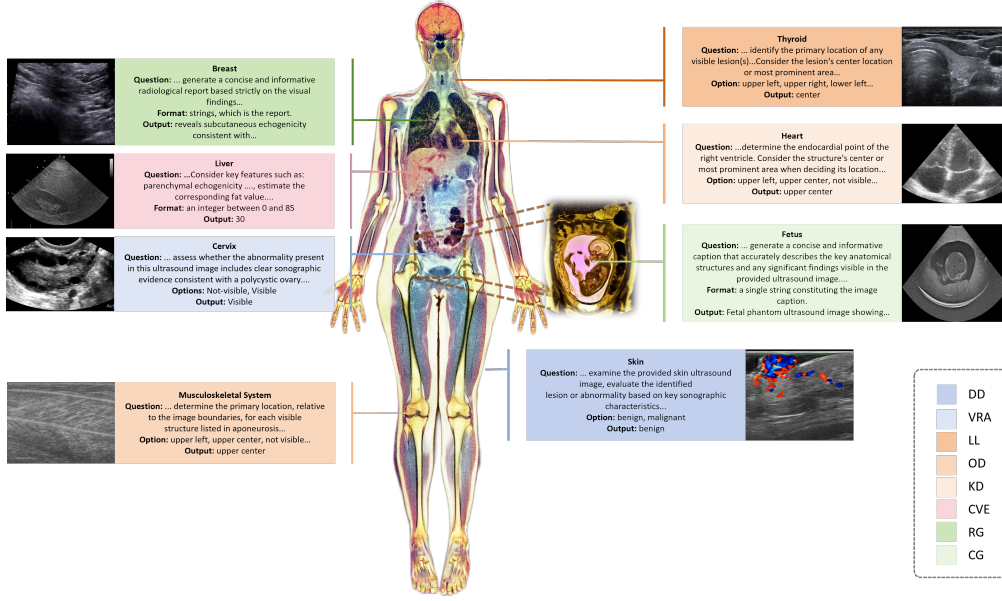 Breast
Question: ... generate a concise and informative
radiological report based strictly on the visual
findings...
Format: strings, which is the report.
Output: reveals subcutaneous echogenicity
consistent with...
Liver
Question: ...Consider key features such as:
parenchymal echogenicity ...., estimate the
corresponding fat value....
Format: an integer between 0 and 85
Output: 30
Cervix
Question: ... assess whether the abnormality present
in this ultrasound image includes clear sonographic
evidence consistent with a polycystic ovary....
Options: Not-visible, Visible
Output: Visible
Musculoskeletal System
Question: ... determine the primary location, relative
to the image boundaries, for each visible
structure listed in aponeurosis...
Option: upper left, upper center, not visible...
Output: upper center
Thyroid
Question: ... identify the primary location of any
visible lesion(s)...Consider the lesion's center location
or most prominent area...
Option: upper left, upper right, lower left...
Output: center
Heart
Question: ...determine the endocardial point of the
right ventricle. Consider the structure's center or
most prominent area when deciding its location...
Option: upper left, upper center, not visible...
Output: upper center
Fetus
Question: ... generate a concise and informative
caption that accurately describes the key anatomical
structures and any significant findings visible in the
provided ultrasound image....
Format: a single string constituting the image
caption.
Output: Fetal phantom ultrasound image showing...
Skin
Question: ... examine the provided skin ultrasound
image, evaluate the identified
lesion or abnormality based on key sonographic
characteristics...
Option: benign, malignant
Output: benign
DD
VRA
LL
OD
KD
CVE
RG
CG